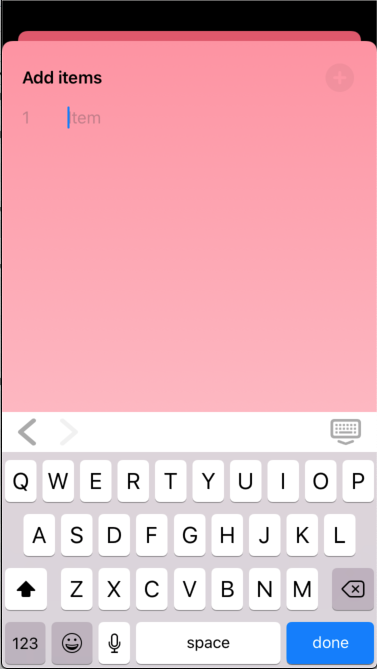 Add items
1 Item
Q W E R T Y U I O P
A S D F G H J K L
Z X C V B N M
123 space done